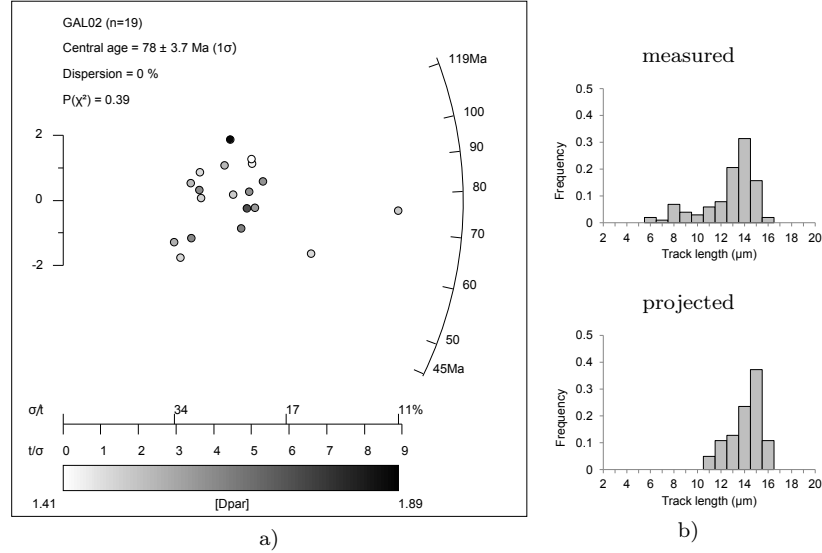 GAL02 (n=19)
Central age = 78 ± 3.7 Ma (1σ)
Dispersion = 0 %
P(χ²) = 0.39
2
0
-2
119Ma
100
90
80
70
60
50
45Ma
σ/t 34 17 11%
t/σ 0 1 2 3 4 5 6 7 8 9
1.41 [Dpar] 1.89
a)
measured
Frequency
0.5
0.4
0.3
0.2
0.1
0
2 4 6 8 10 12 14 16 18 20
Track length (µm)
projected
Frequency
0.5
0.4
0.3
0.2
0.1
0
2 4 6 8 10 12 14 16 18 20
Track length (µm)
b)